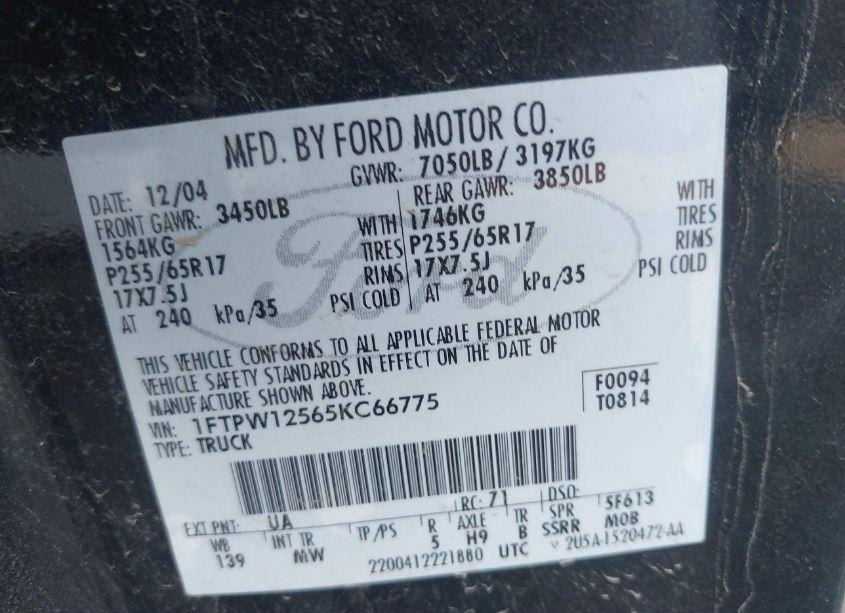 MFD. BY FORD MOTOR CO.
DATE: 12/04 GVWR: 7050LB / 3197KG
FRONT GAWR: 3450LB REAR GAWR: 3850LB
1564KG WITH 1746KG WITH
P255/65R17 TIRES P255/65R17 TIRES
17X7.5J RIMS 17X7.5J RIMS
AT 240 kPa/35 PSI COLD AT 240 kPa/35 PSI COLD
Ford
THIS VEHICLE CONFORMS TO ALL APPLICABLE FEDERAL MOTOR
VEHICLE SAFETY STANDARDS IN EFFECT ON THE DATE OF
MANUFACTURE SHOWN ABOVE.
VIN: 1FTPW12565KC66775
TYPE: TRUCK
F0094
T0814
EXT PNT: UA RC: 71 DSO: 5F613
WB INT TR TP/PS R AXLE TR SPR MOB
139 MW 5 H9 B SSRR
2200412221880 UTC 2U5A-1520472-AA